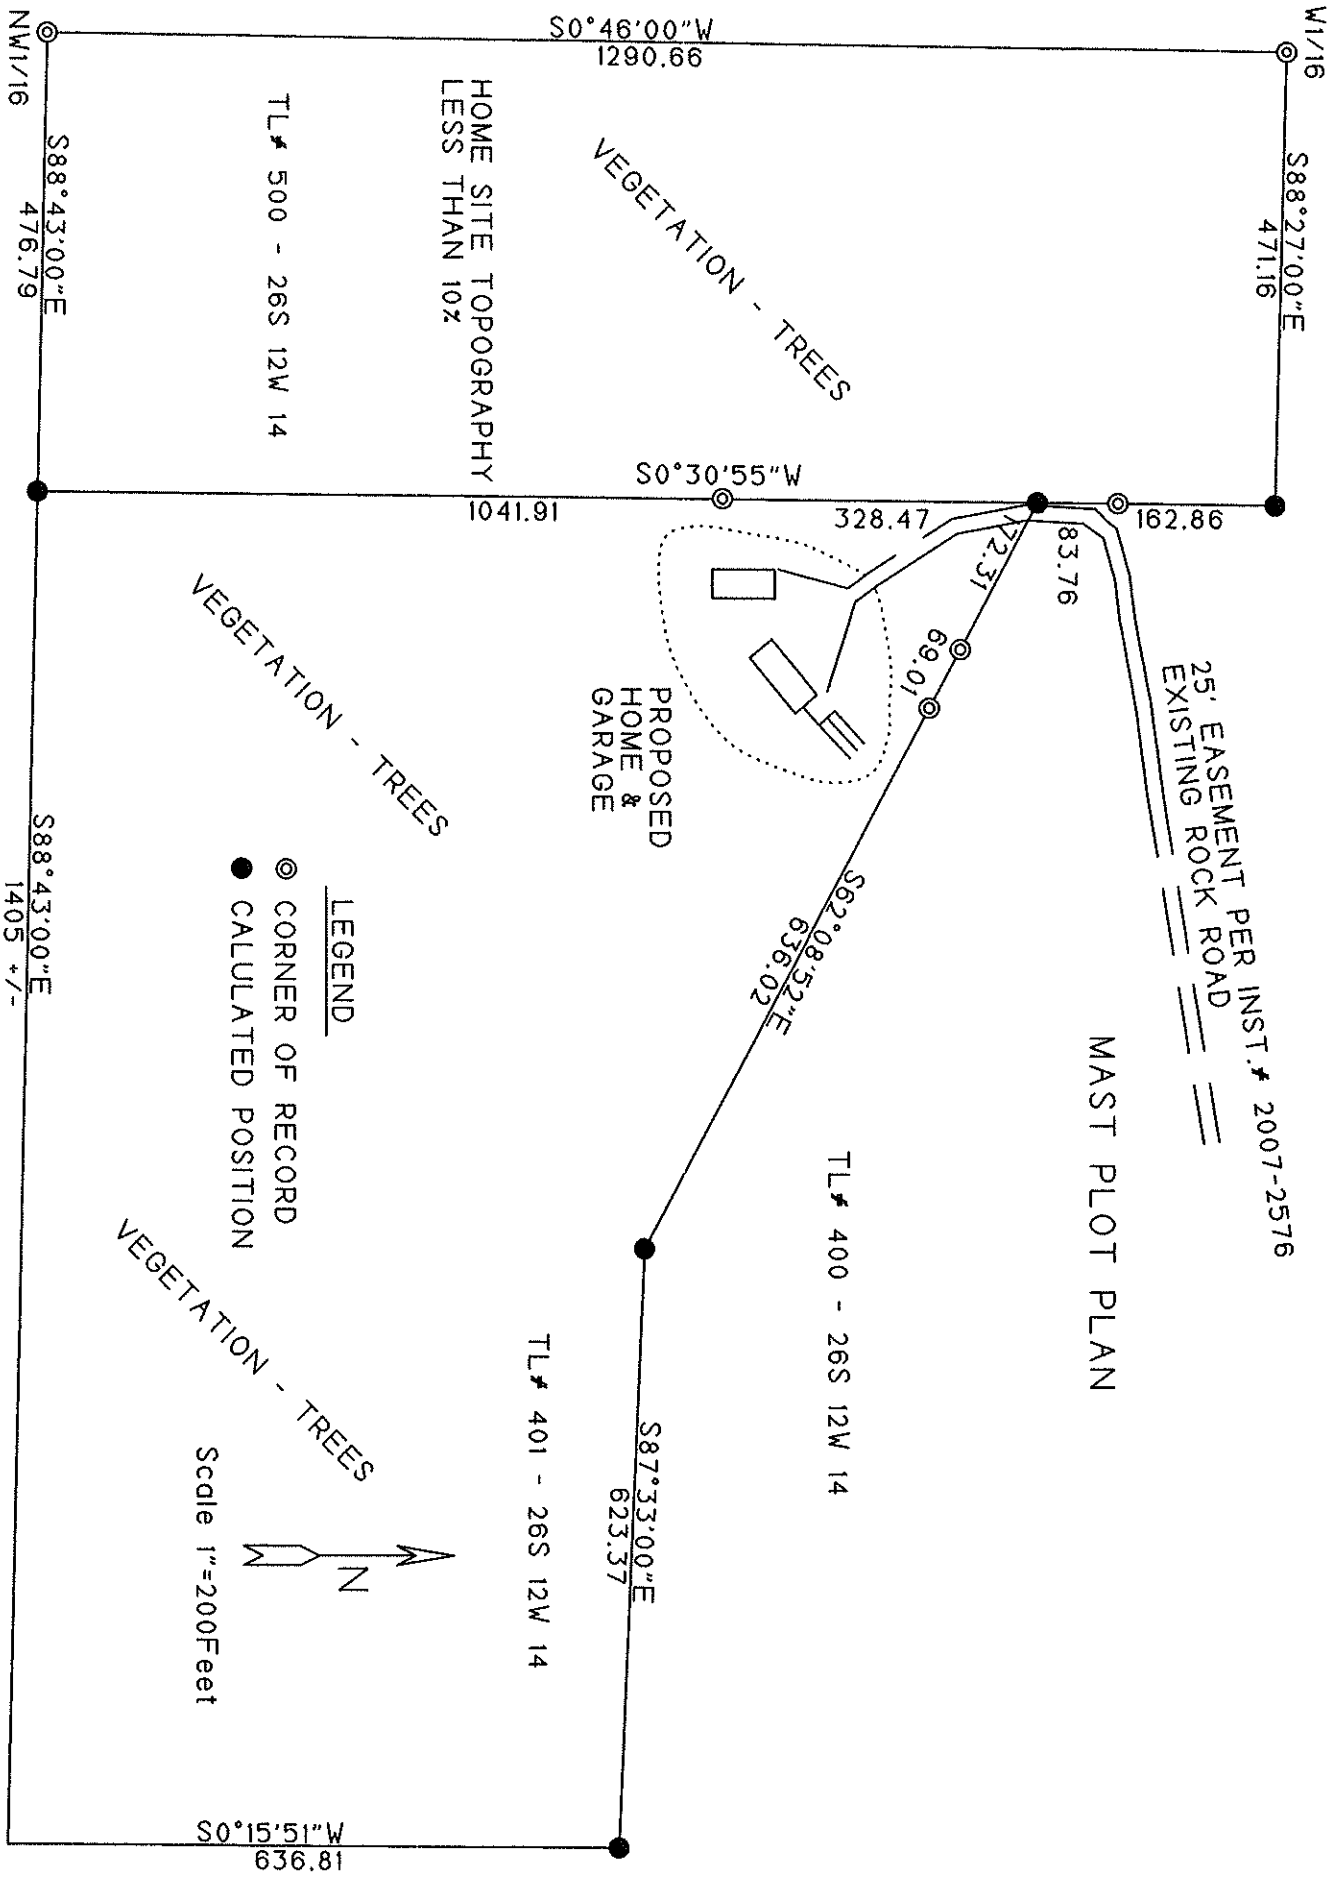 W1/16
S88°27'00"E
471.16
S0°46'00"W
1290.66
NW1/16
S88°43'00"E
476.79
VEGETATION - TREES
HOME SITE TOPOGRAPHY
LESS THAN 10%
TL# 500 - 26S 12W 14
S0°30'55"W
1041.91
328.47
162.86
83.76
72.31
69.01
25' EASEMENT PER INST.# 2007-2576
EXISTING ROCK ROAD
MAST PLOT PLAN
S62°08'52"E
636.02
PROPOSED
HOME &
GARAGE
TL# 400 - 26S 12W 14
VEGETATION - TREES
LEGEND
CORNER OF RECORD
CALULATED POSITION
S88°43'00"E
1405 +/-
S87°33'00"E
623.37
TL# 401 - 26S 12W 14
VEGETATION - TREES
N
Scale 1"=200Feet
S0°15'51"W
636.81